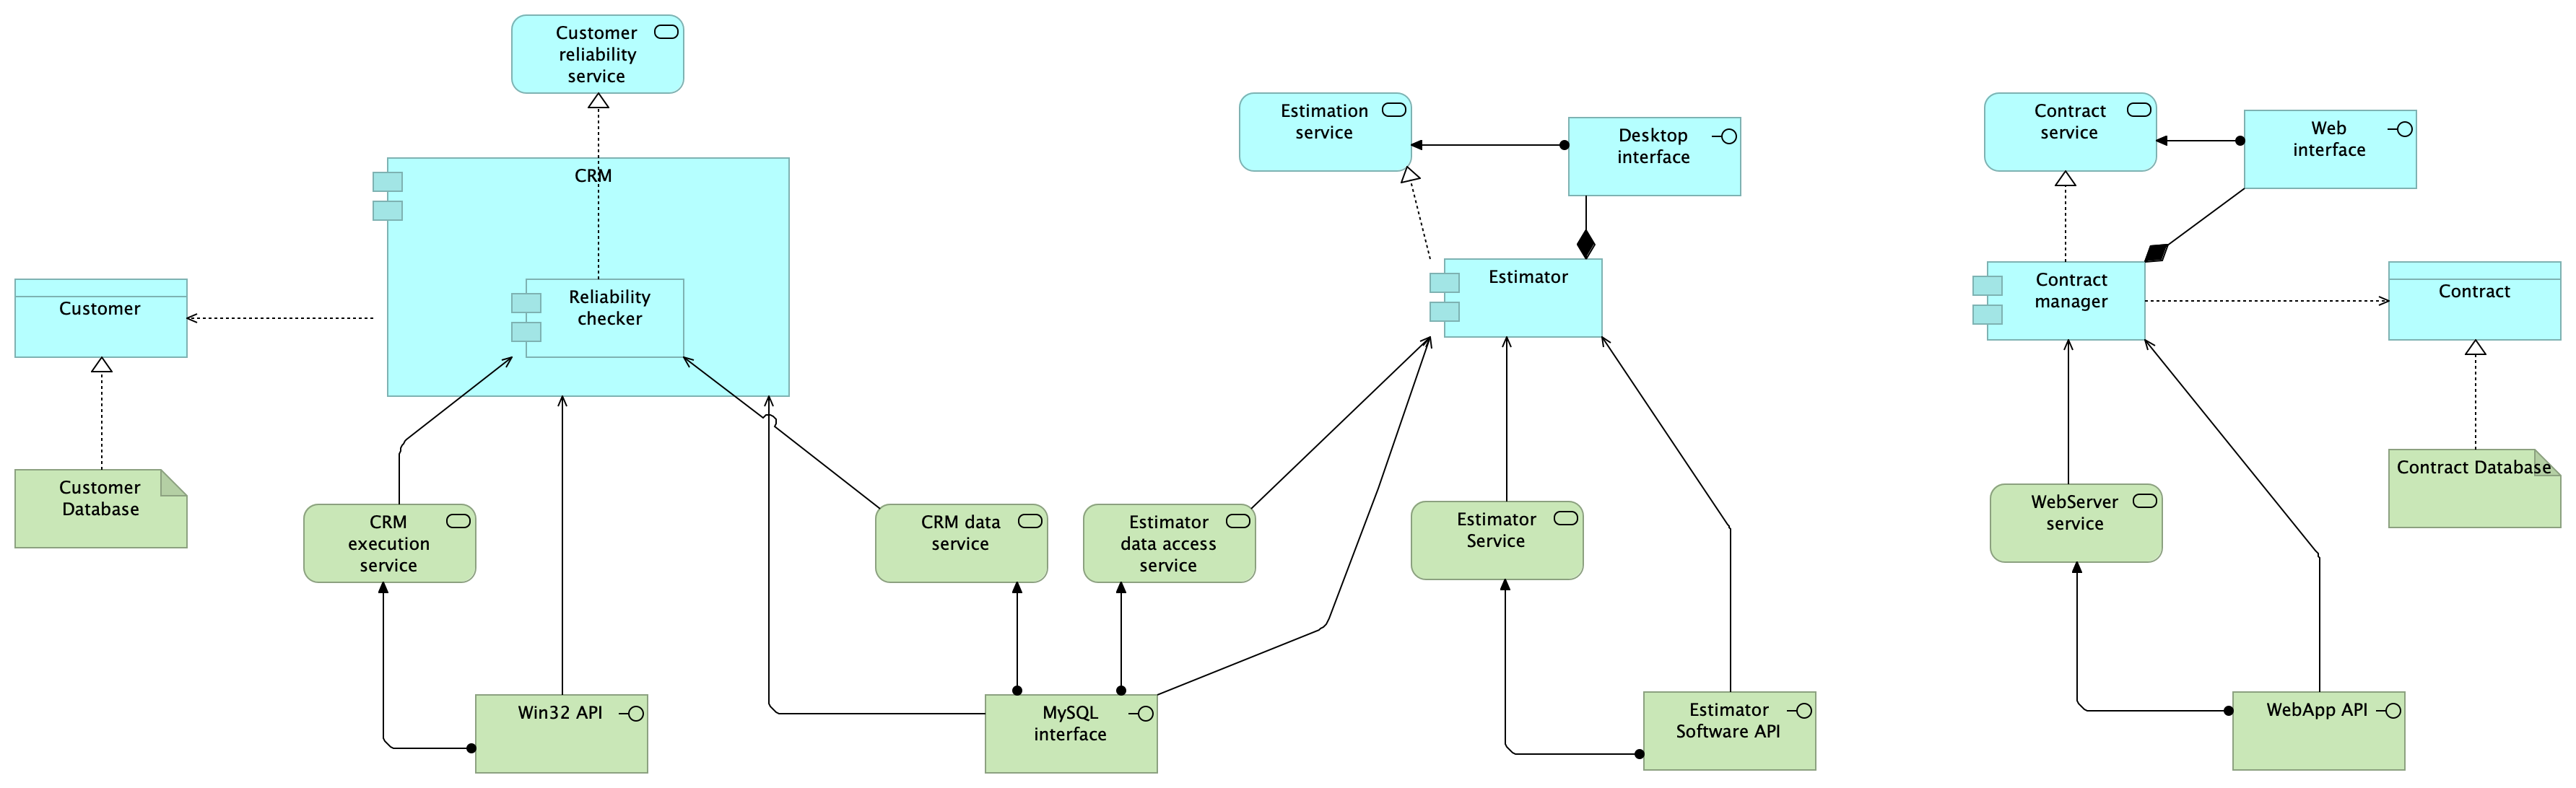 Customer
reliability
service
Estimation
service
Desktop
interface
Contract
service
Web
interface
CRM
Customer
Reliability
checker
Estimator
Contract
manager
Contract
Customer
Database
CRM
execution
service
CRM data
service
Estimator
data access
service
Estimator
Service
WebServer
service
Contract Database
Win32 API
MySQL
interface
Estimator
Software API
WebApp API